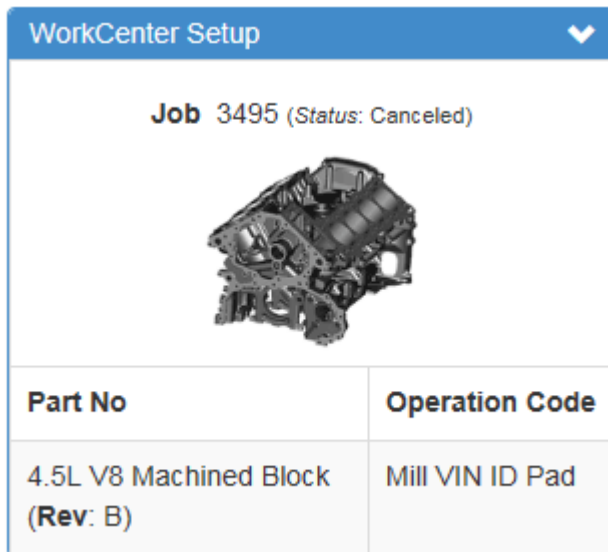 WorkCenter Setup
Job 3495 (Status: Canceled)
Part No
Operation Code
4.5L V8 Machined Block
(Rev: B)
Mill VIN ID Pad